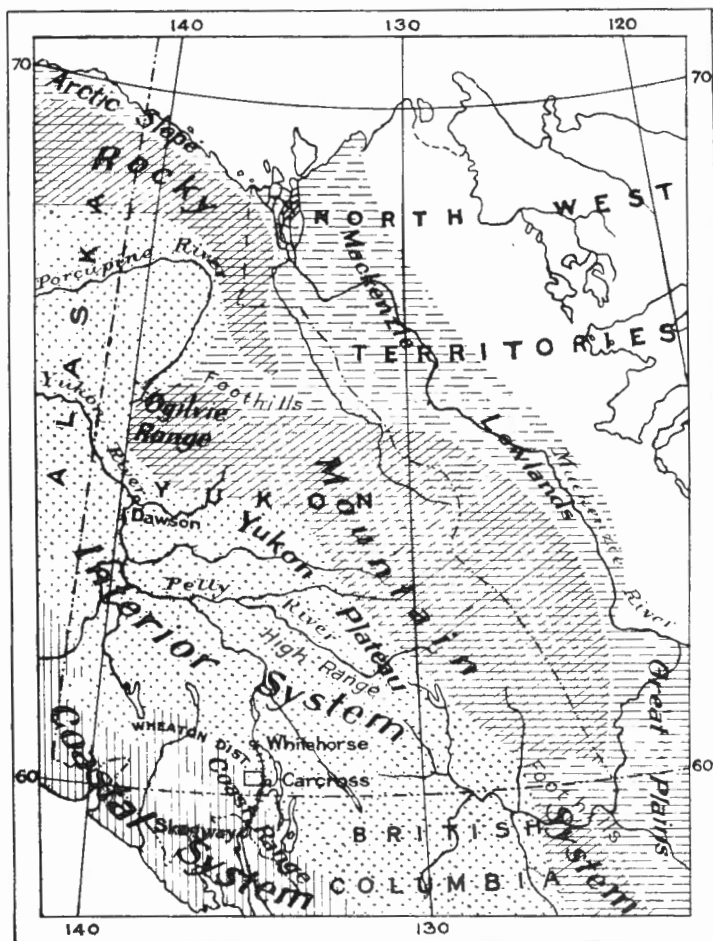 140 130 120
70 70
Arctic Slope
Rocky
NORTH WEST
Mackenzie
ALASKA
Porcupine River
TERRITORIES
Yukon River
Foothills
Ogilvie
Range
Lowlands
Mackenzie River
YUKON
Mountain
Dawson
Yukon Plateau
Interior
Pelly River
High Range
System
Great Plains
Coastal
WHEATON DIST
Whitehorse
60 60
Carcross
Coast Range
Foothills
Skagway
System
BRITISH
System
COLUMBIA
140 130